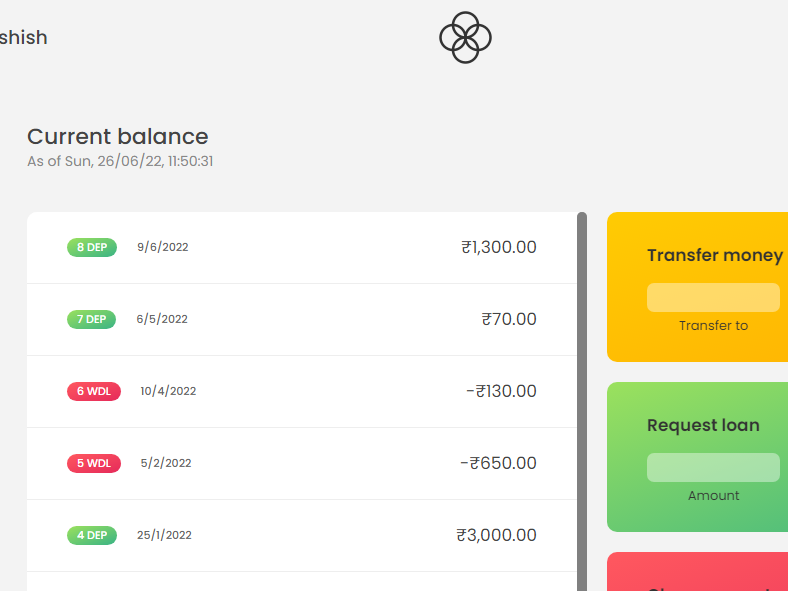 shish
Current balance
As of Sun, 26/06/22, 11:50:31
8 DEP 9/6/2022 ₹1,300.00
7 DEP 6/5/2022 ₹70.00
6 WDL 10/4/2022 -₹130.00
5 WDL 5/2/2022 -₹650.00
4 DEP 25/1/2022 ₹3,000.00
Transfer money
Transfer to
Request loan
Amount